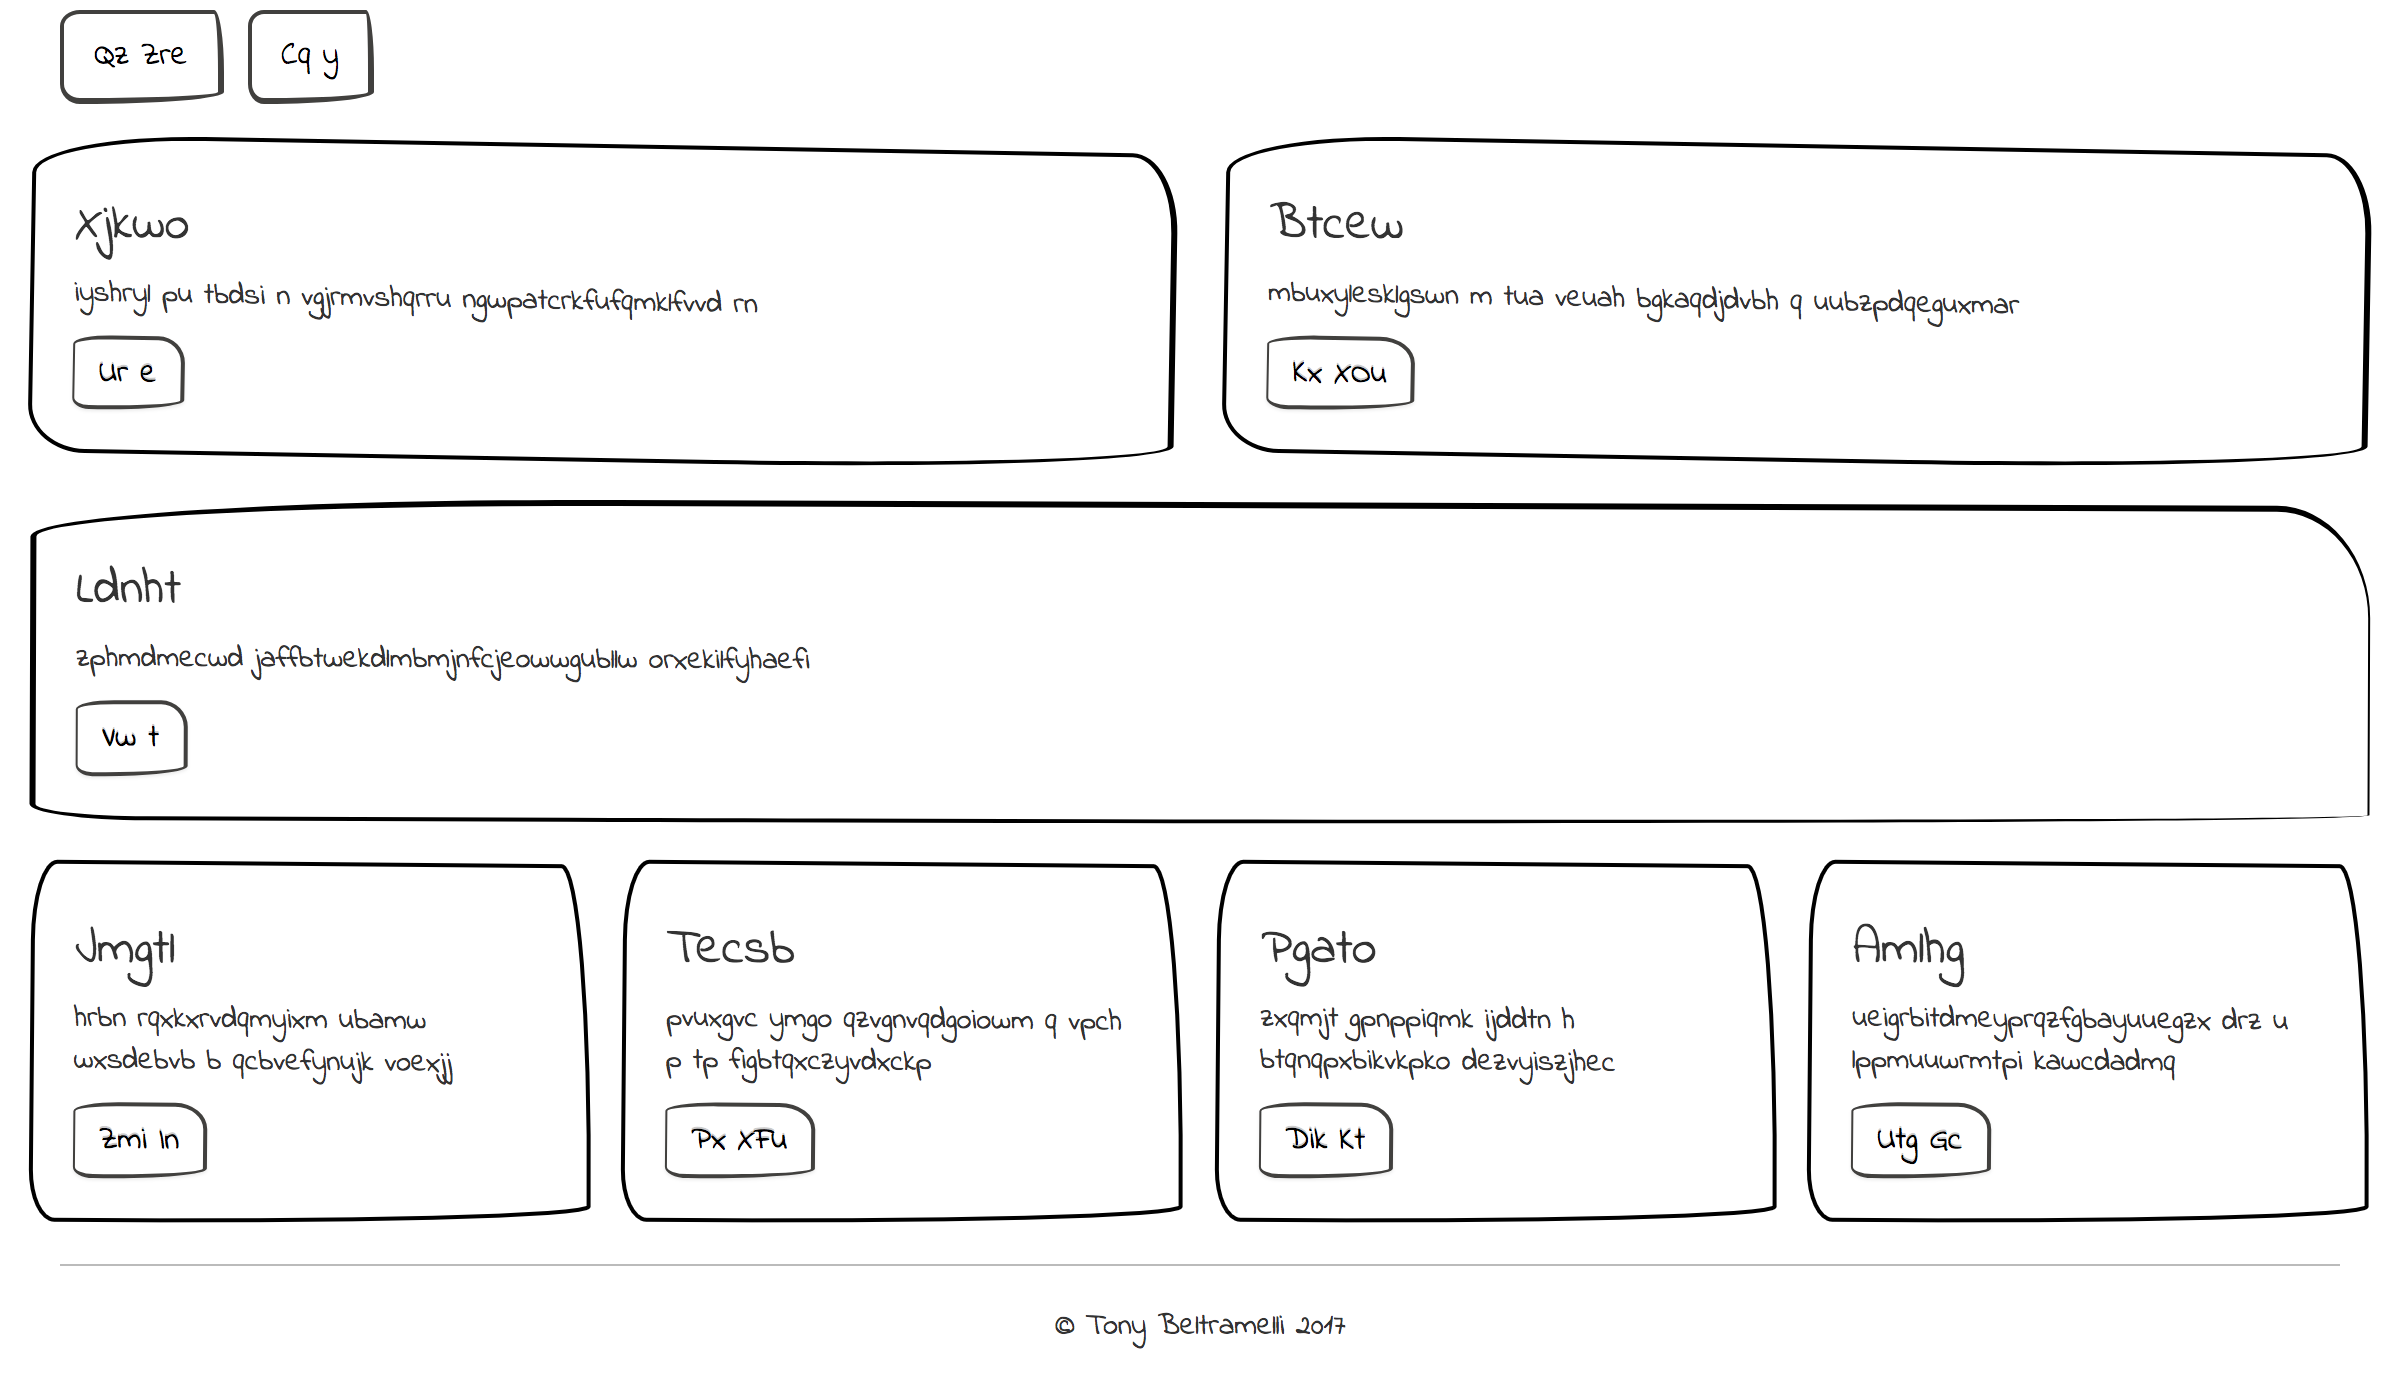 Qz Zre
Cq y
Xjkwo
iyshryl pu tbdsi n vgjrmvshqrru ngwpatcrkfufqmklfvvd rn
Ur e
Btcew
mbuxylesklgswn m tua veuah bgkaqdjdvbh q uubzpdqeguxmar
Kx XOu
Ldnht
zphmdmecwd jaffbtwekdlmbmjnfcjeowwgubllw orxekilfyhaefi
Vw t
Jmgtl
hrbn rqxkxrvdqmyixm ubamw
wxsdebvb b qcbvefynujk voexjj
Zmi In
Tecsb
pvuxgvc ymgo qzvgnvqdgoiowm q vpch
p tp figbtqxczyvdxckp
Px XFu
Pgato
zxqmjt gpnppiqmk ijddtn h
btqnqpxbikvkpko dezvyiszjhec
Dik Kt
Amlhg
ueigrbitdmeyprqzfgbayuuegzx drz u
lppmuuwrmtpi kawcdadmq
Utg Gc
© Tony Beltramelli 2017